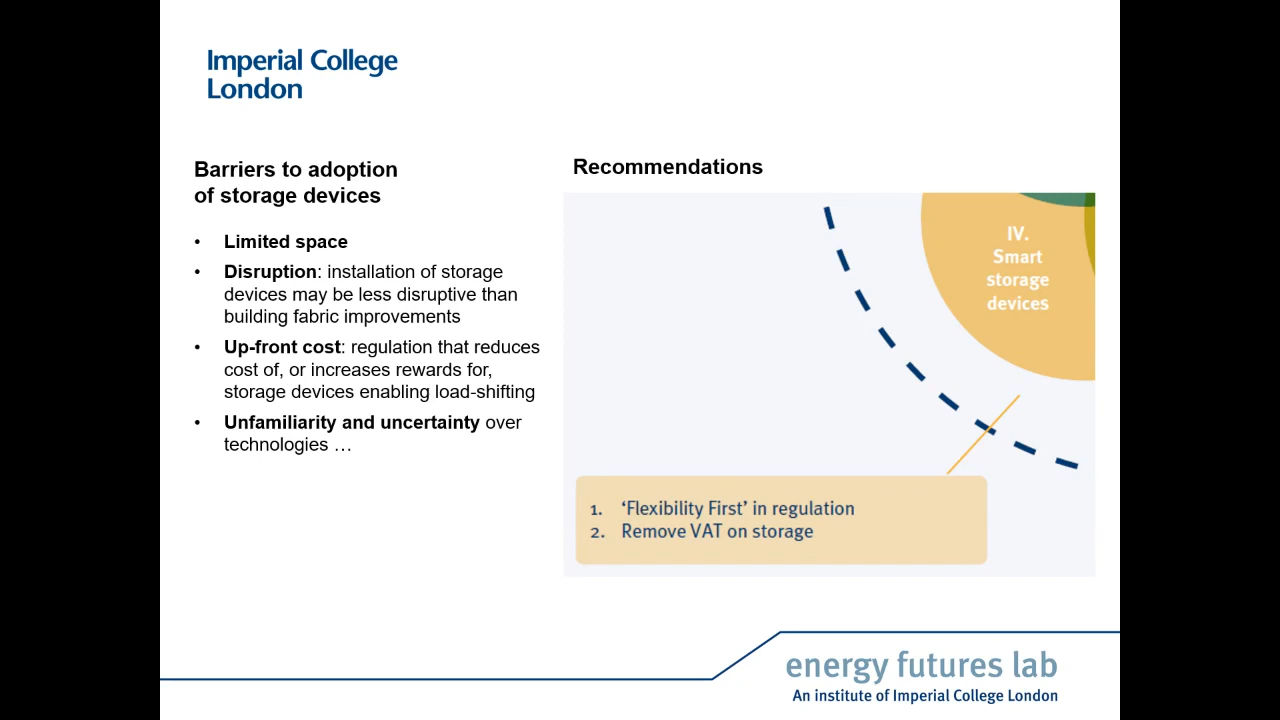 Imperial College
London
Barriers to adoption
of storage devices
• Limited space
• Disruption: installation of storage
devices may be less disruptive than
building fabric improvements
• Up-front cost: regulation that reduces
cost of, or increases rewards for,
storage devices enabling load-shifting
• Unfamiliarity and uncertainty over
technologies …
Recommendations
IV.
Smart
storage
devices
1. ‘Flexibility First’ in regulation
2. Remove VAT on storage
energy futures lab
An institute of Imperial College London